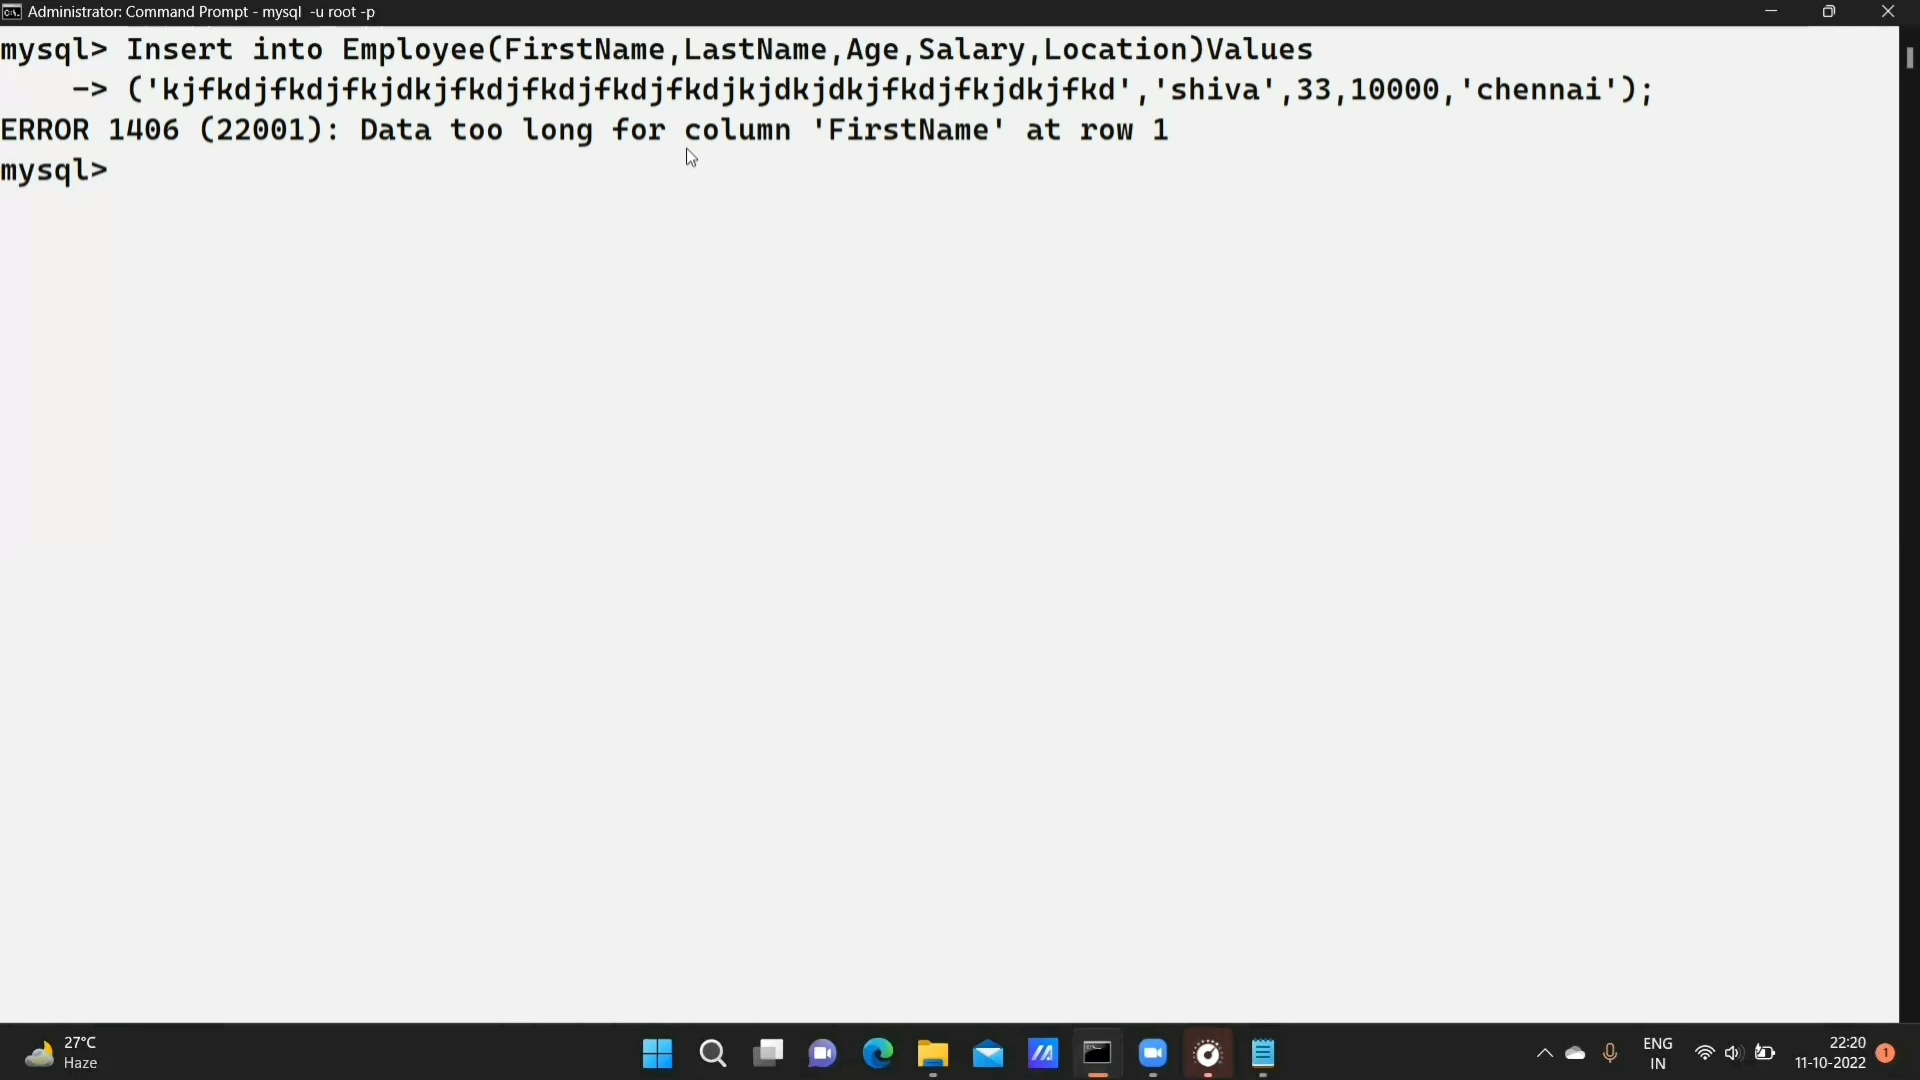 Administrator: Command Prompt - mysql -u root -p
mysql> Insert into Employee(FirstName,LastName,Age,Salary,Location)Values
-> ('kjfkdjfkdjfkjdkjfkdjfkdjfkdjfkdjkjdkjdkjfkdjfkjdkjfkd','shiva',33,10000,'chennai');
ERROR 1406 (22001): Data too long for column 'FirstName' at row 1
mysql>
27°C
Haze
ENG
IN
22:20
11-10-2022
1